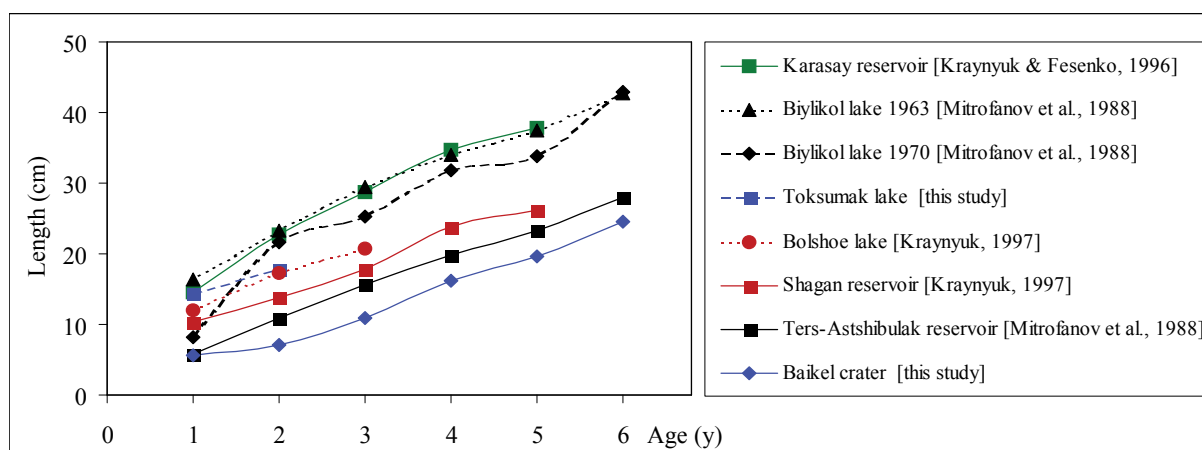 50
40
30
20
10
0
Length (cm)
0 1 2 3 4 5 6 Age (y)
Karasay reservoir [Kraynyuk & Fesenko, 1996]
Biylikol lake 1963 [Mitrofanov et al., 1988]
Biylikol lake 1970 [Mitrofanov et al., 1988]
Toksumak lake [this study]
Bolshoe lake [Kraynyuk, 1997]
Shagan reservoir [Kraynyuk, 1997]
Ters-Astshibulak reservoir [Mitrofanov et al., 1988]
Baikel crater [this study]